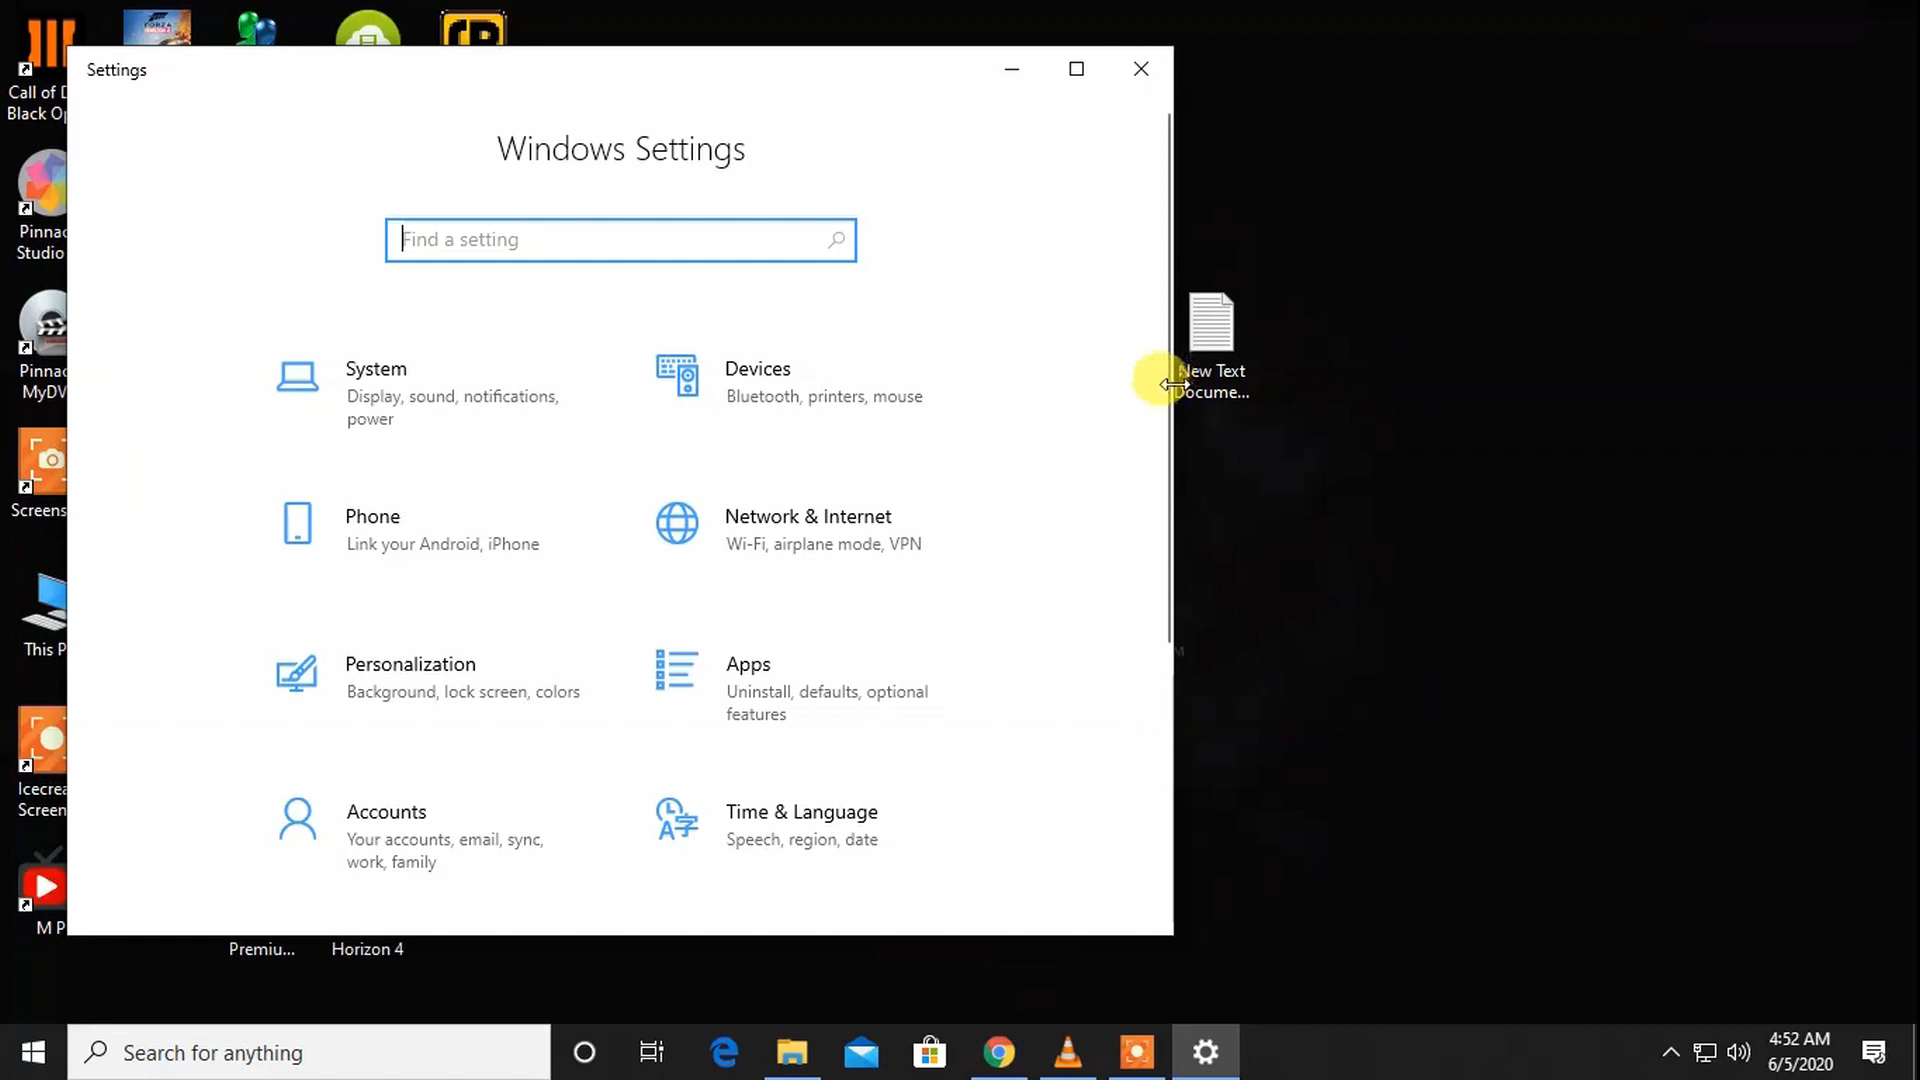 FORZA
Call of D
Black Op
Pinnac
Studio
Pinnac
MyDV
Screens
This P
Icecrea
Screen
M P
Premiu...
Horizon 4
Settings
Windows Settings
Find a setting
System
Display, sound, notifications,
power
Devices
Bluetooth, printers, mouse
Phone
Link your Android, iPhone
Network & Internet
Wi-Fi, airplane mode, VPN
Personalization
Background, lock screen, colors
Apps
Uninstall, defaults, optional
features
Accounts
Your accounts, email, sync,
work, family
Time & Language
Speech, region, date
New Text
Docume...
Search for anything
4:52 AM
6/5/2020